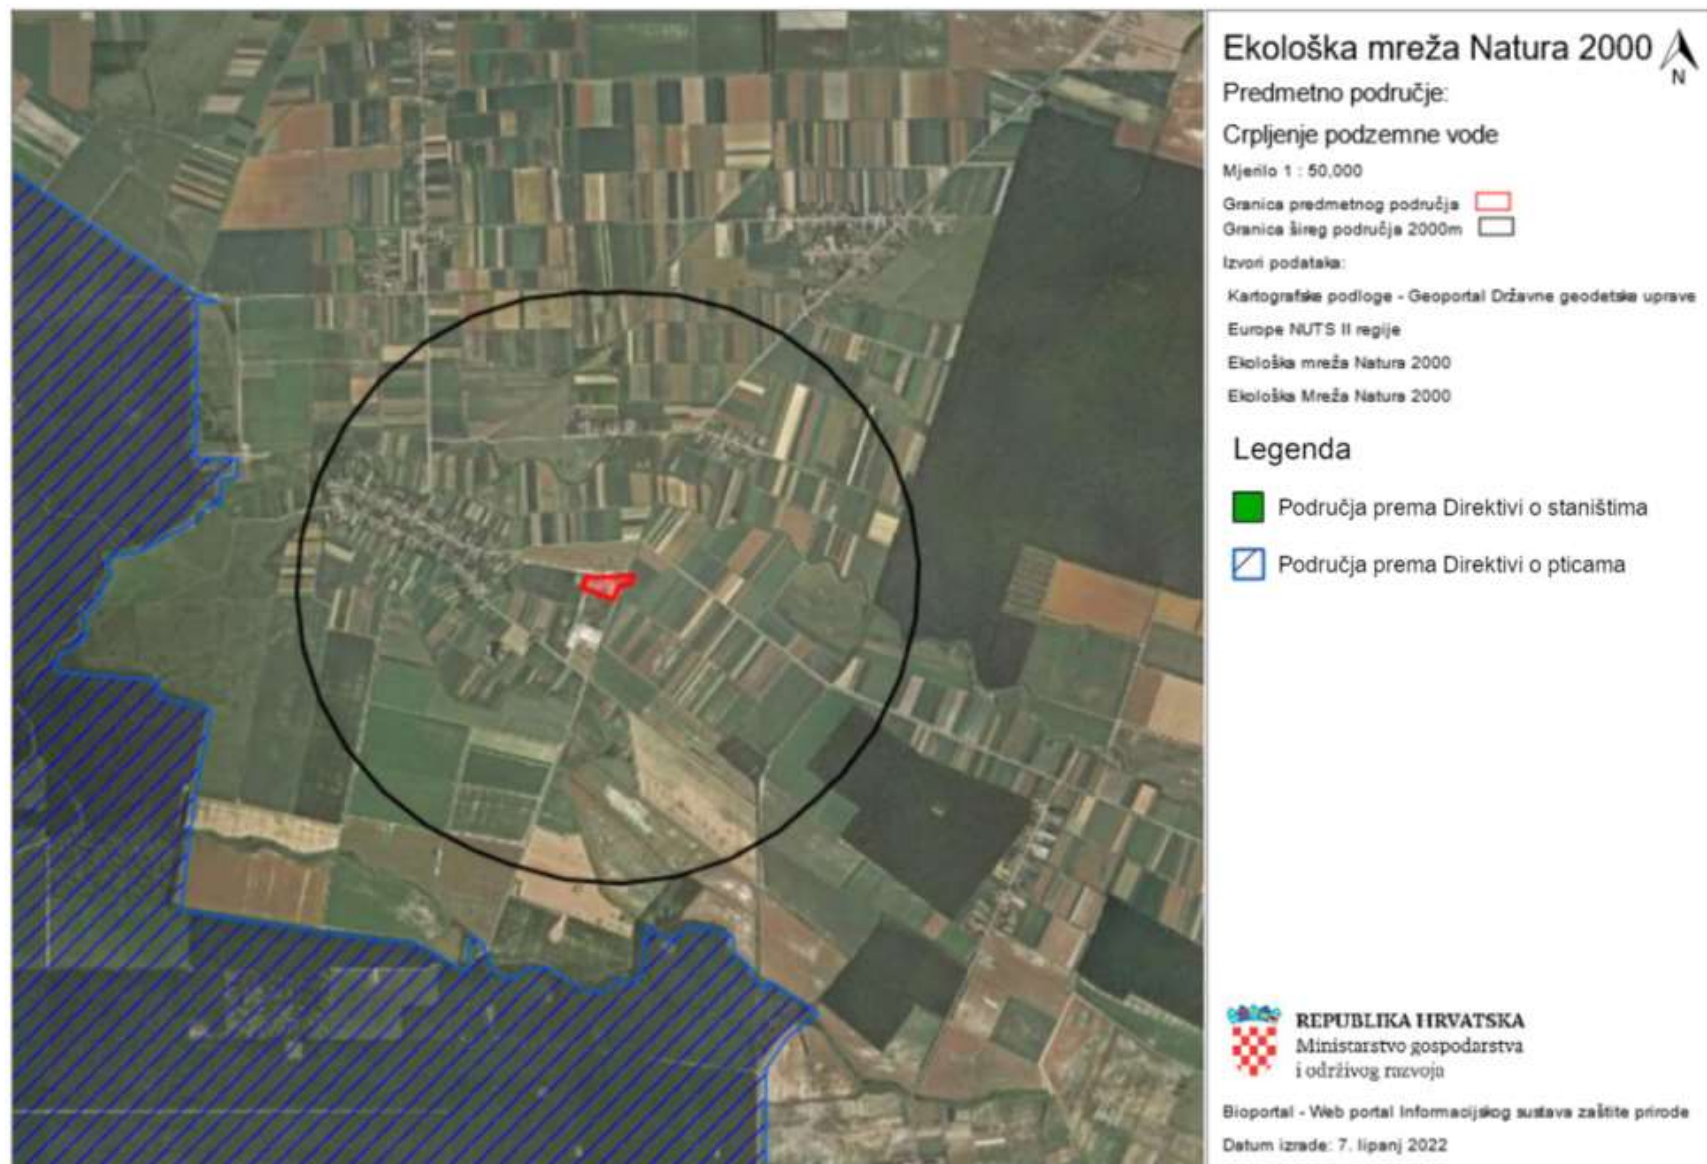 Ekološka mreža Natura 2000
N
Predmetno područje:
Crpljenje podzemne vode
Mjerilo 1 : 50,000
Granica predmetnog područja
Granica šireg područja 2000m
Izvori podataka:
Kartografske podloge - Geoportal Državne geodetske uprave
Europe NUTS II regije
Ekološka mreža Natura 2000
Ekološka Mreža Natura 2000
Legenda
Područja prema Direktivi o staništima
Područja prema Direktivi o pticama
REPUBLIKA HRVATSKA
Ministarstvo gospodarstva
i održivog razvoja
Bioportal - Web portal Informacijskog sustava zaštite prirode
Datum izrade: 7. lipanj 2022